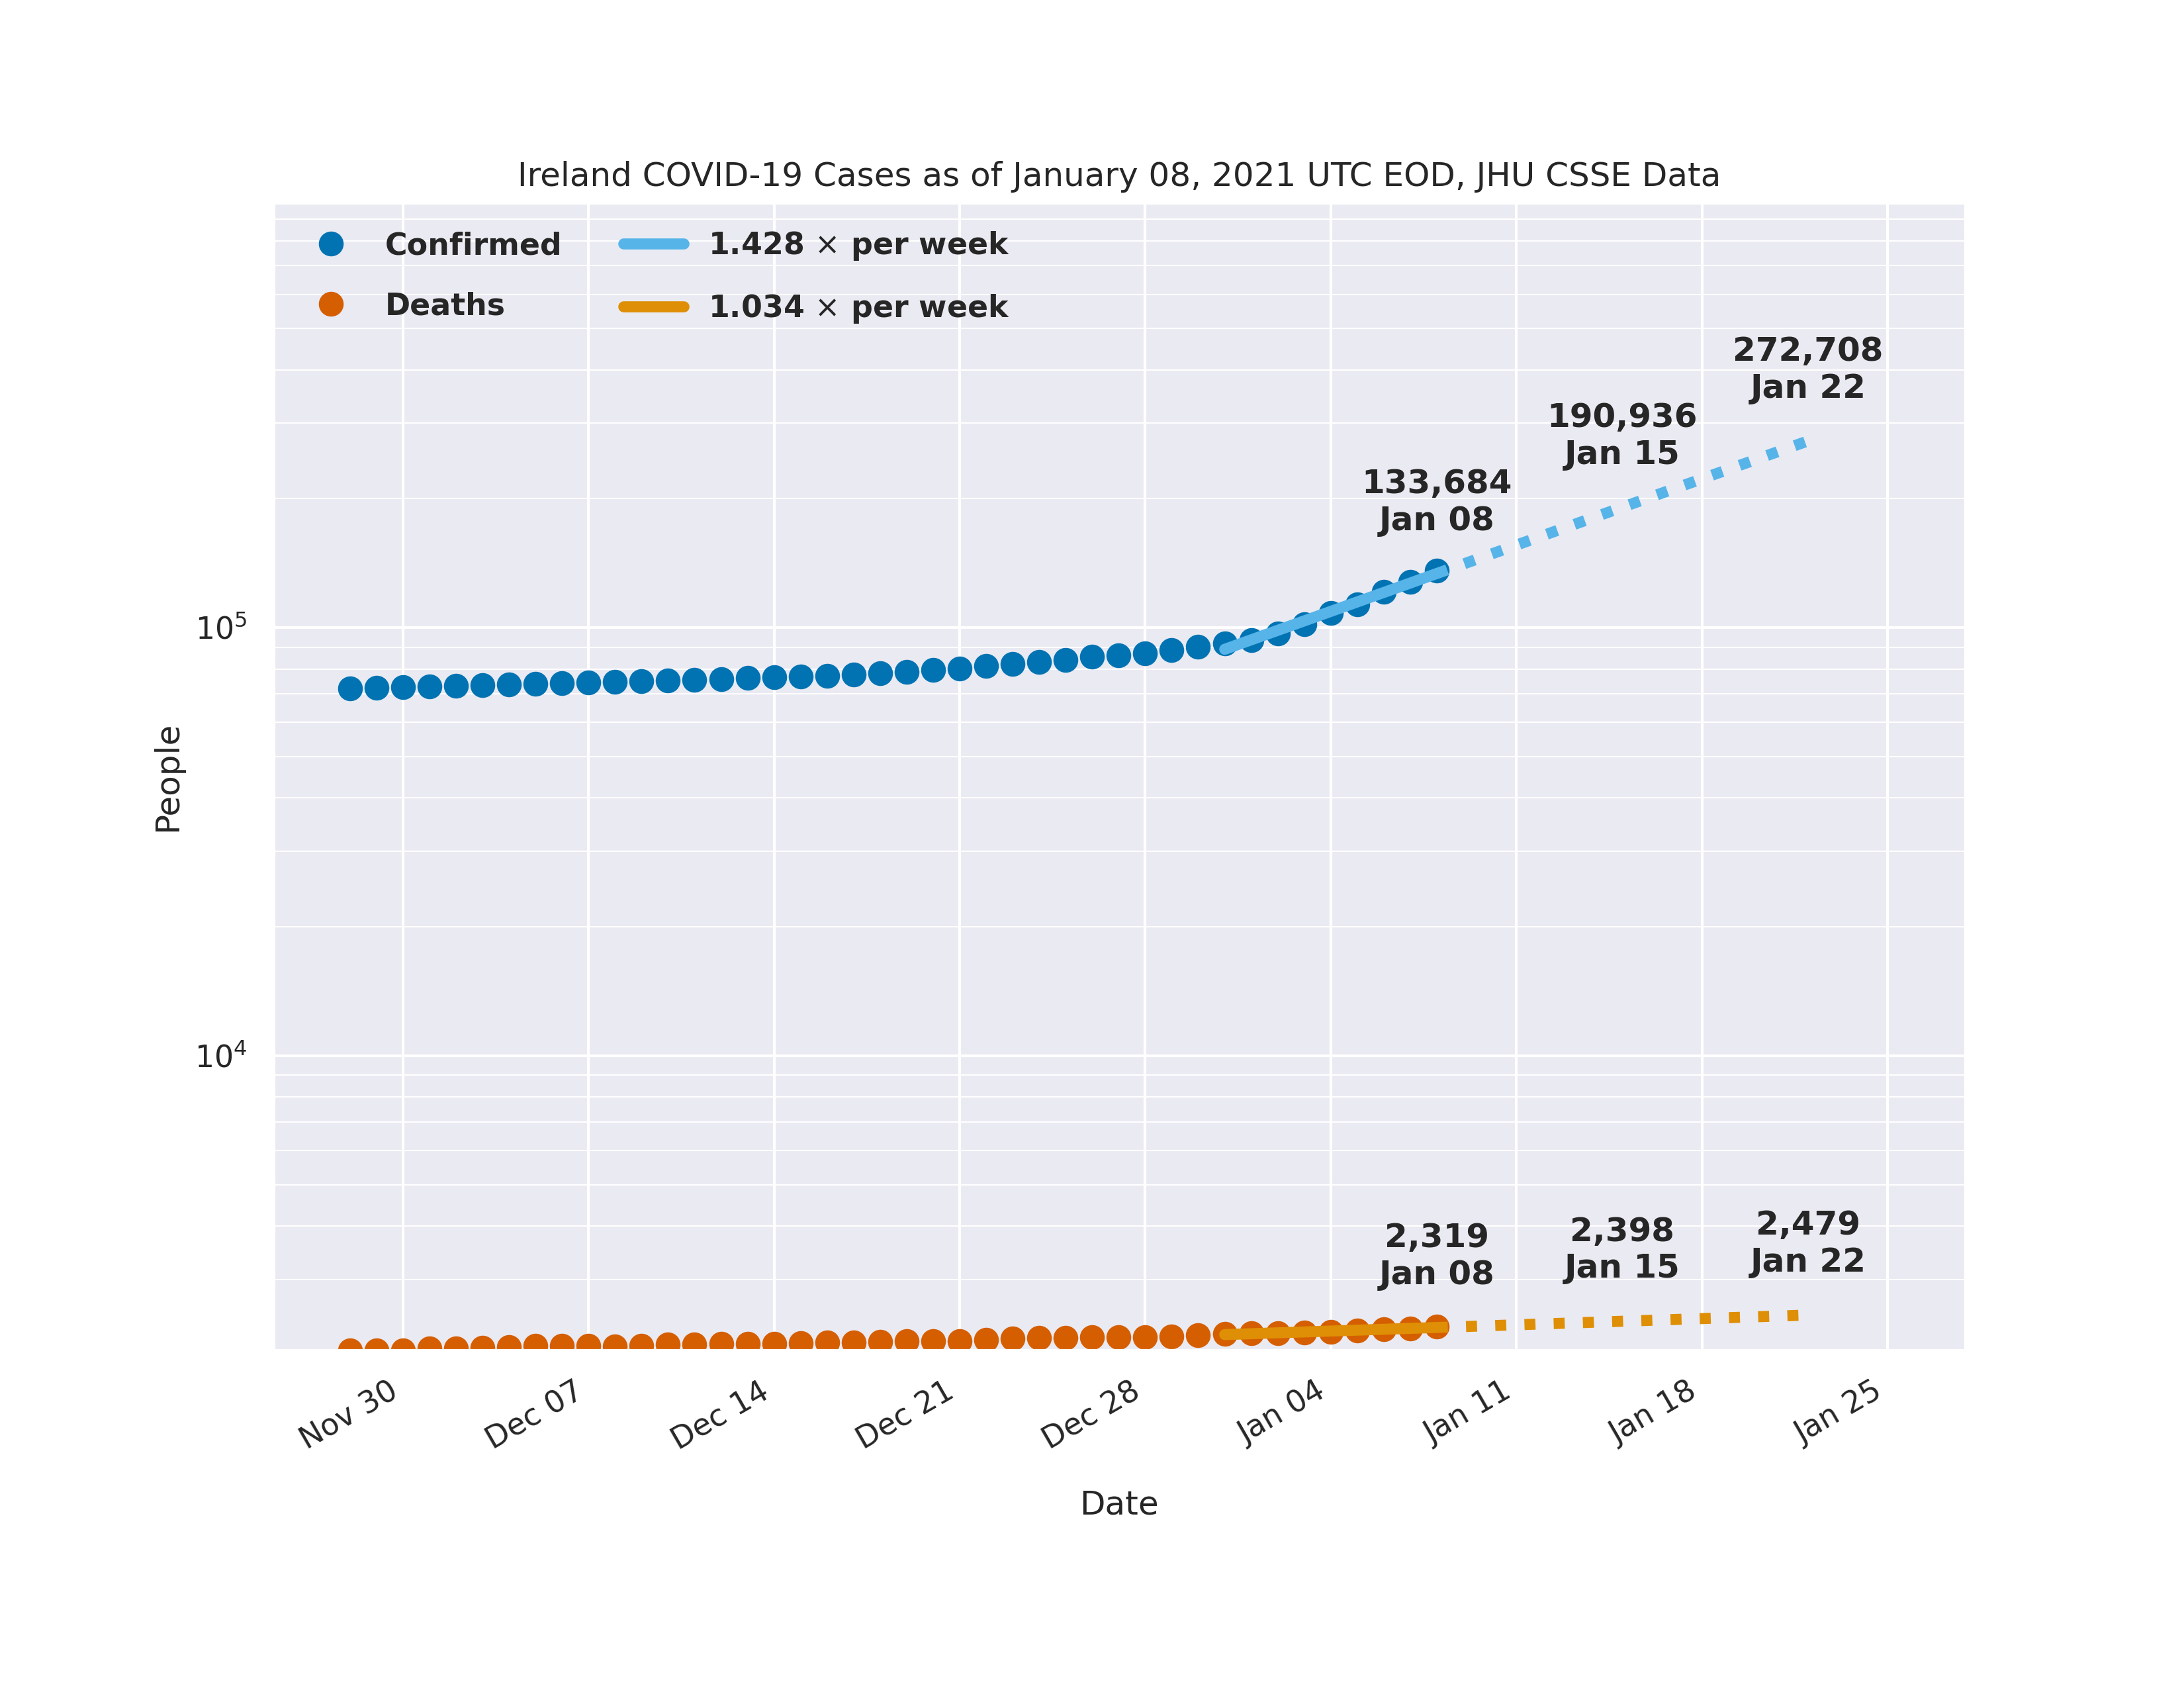 Ireland COVID-19 Cases as of January 08, 2021 UTC EOD, JHU CSSE Data
Confirmed
Deaths
1.428 × per week
1.034 × per week
272,708
Jan 22
190,936
Jan 15
133,684
Jan 08
10⁵
10⁴
People
2,319
Jan 08
2,398
Jan 15
2,479
Jan 22
Nov 30
Dec 07
Dec 14
Dec 21
Dec 28
Jan 04
Jan 11
Jan 18
Jan 25
Date